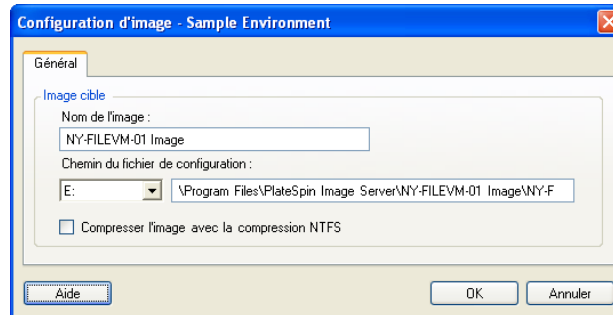 Configuration d'image - Sample Environment
Général
Image cible
Nom de l'image :
NY-FILEVM-01 Image
Chemin du fichier de configuration :
E: \Program Files\PlateSpin Image Server\NY-FILEVM-01 Image\NY-F
Compresser l'image avec la compression NTFS
Aide OK Annuler